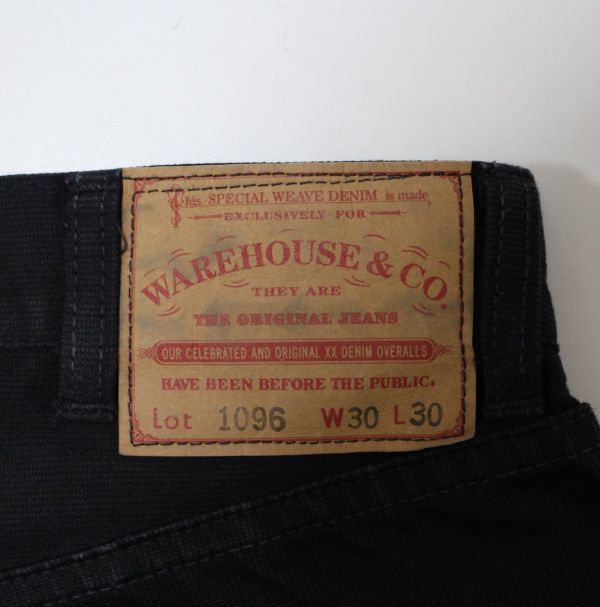 This SPECIAL WEAVE DENIM is made
EXCLUSIVELY FOR
WAREHOUSE & CO.
THEY ARE
THE ORIGINAL JEANS
OUR CELEBRATED AND ORIGINAL XX DENIM OVERALLS
HAVE BEEN BEFORE THE PUBLIC.
Lot 1096 W30 L30